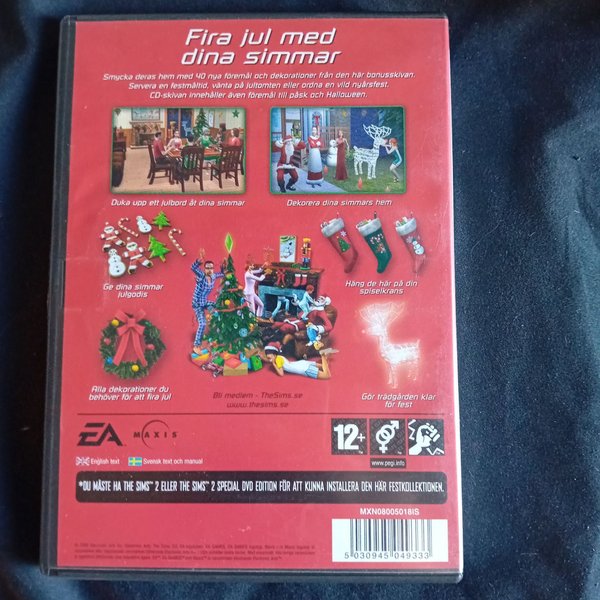 Fira jul med
dina simmar
Smycka deras hem med 40 nya föremål och dekorationer från den här bonusskivan.
Servera en festmåltid, vänta på jultomten eller ordna en vild nyårsfest.
CD-skivan innehåller även föremål till påsk och Halloween.
Duka upp ett julbord åt dina simmar
Dekorera dina simmars hem
Ge dina simmar
julgodis
Häng de här på din
spiselkrans
Alla dekorationer du
behöver för att fira jul
Bli medlem - TheSims.se
www.thesims.se
Gör trädgården klar
för fest
EA
MAXIS
12+
www.pegi.info
English text
Svensk text och manual
*DU MÅSTE HA THE SIMS™ 2 ELLER THE SIMS™ 2 SPECIAL DVD EDITION FÖR ATT KUNNA INSTALLERA DEN HÄR FESTKOLLEKTIONEN.
MXN08005018IS
5 030945 049333